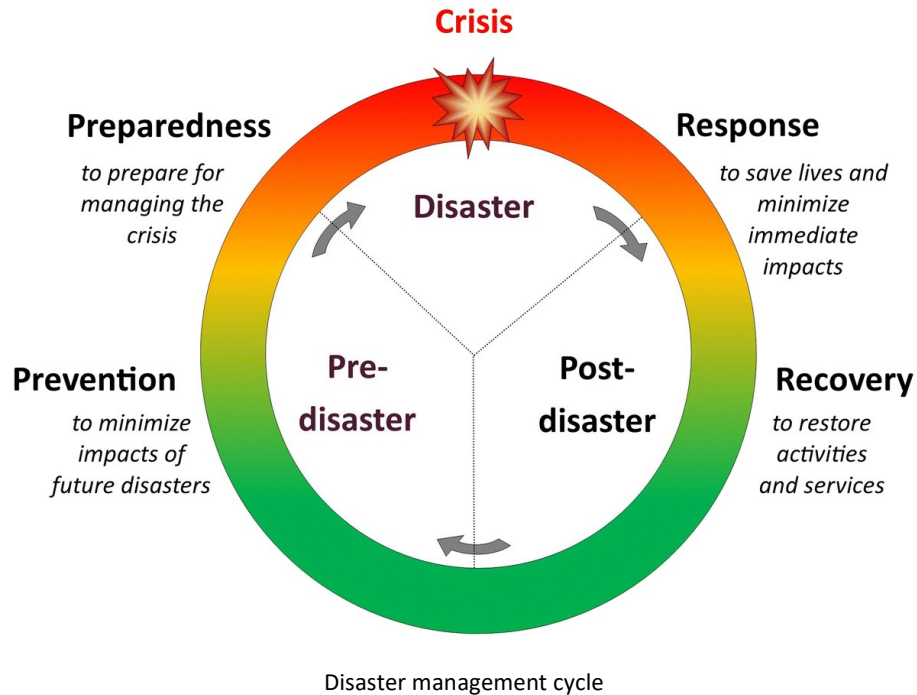 Crisis
Preparedness
to prepare for
managing the
crisis
Response
to save lives and
minimize
immediate
impacts
Disaster
Pre-
disaster
Post-
disaster
Prevention
to minimize
impacts of
future disasters
Recovery
to restore
activities
and services
Disaster management cycle